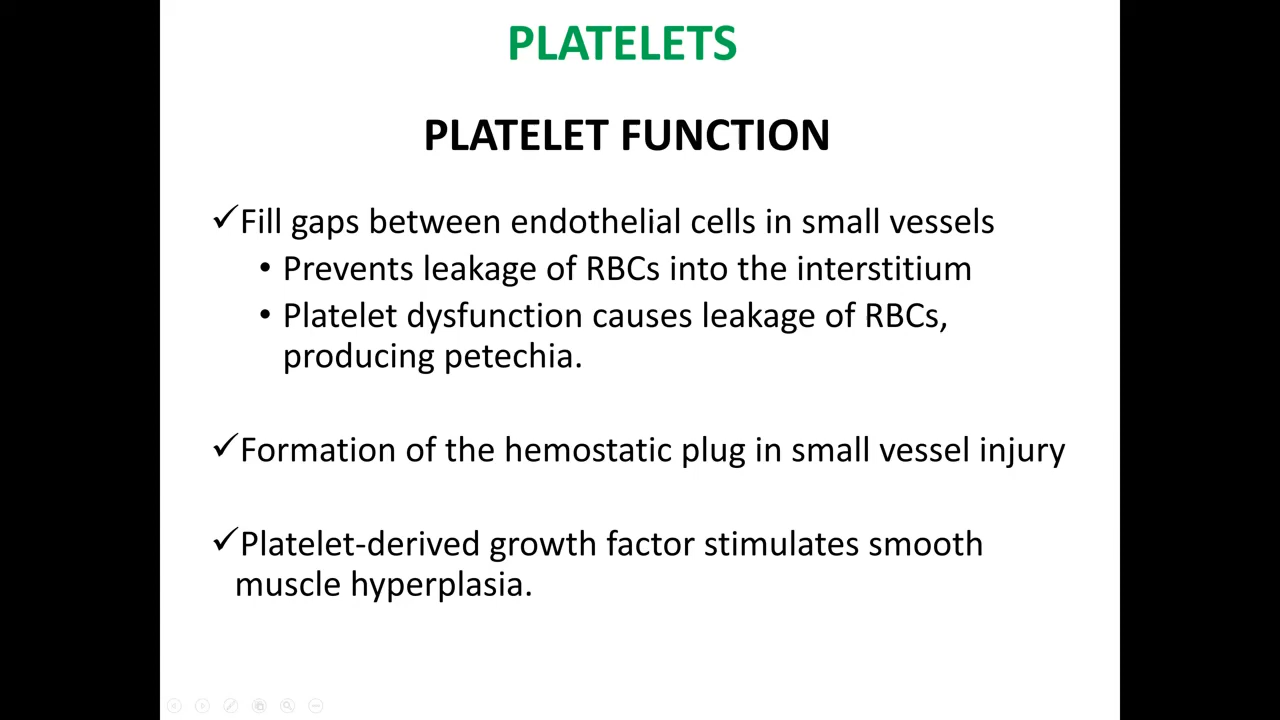 PLATELETS
PLATELET FUNCTION
✓Fill gaps between endothelial cells in small vessels
• Prevents leakage of RBCs into the interstitium
• Platelet dysfunction causes leakage of RBCs,
producing petechia.
✓Formation of the hemostatic plug in small vessel injury
✓Platelet-derived growth factor stimulates smooth
muscle hyperplasia.